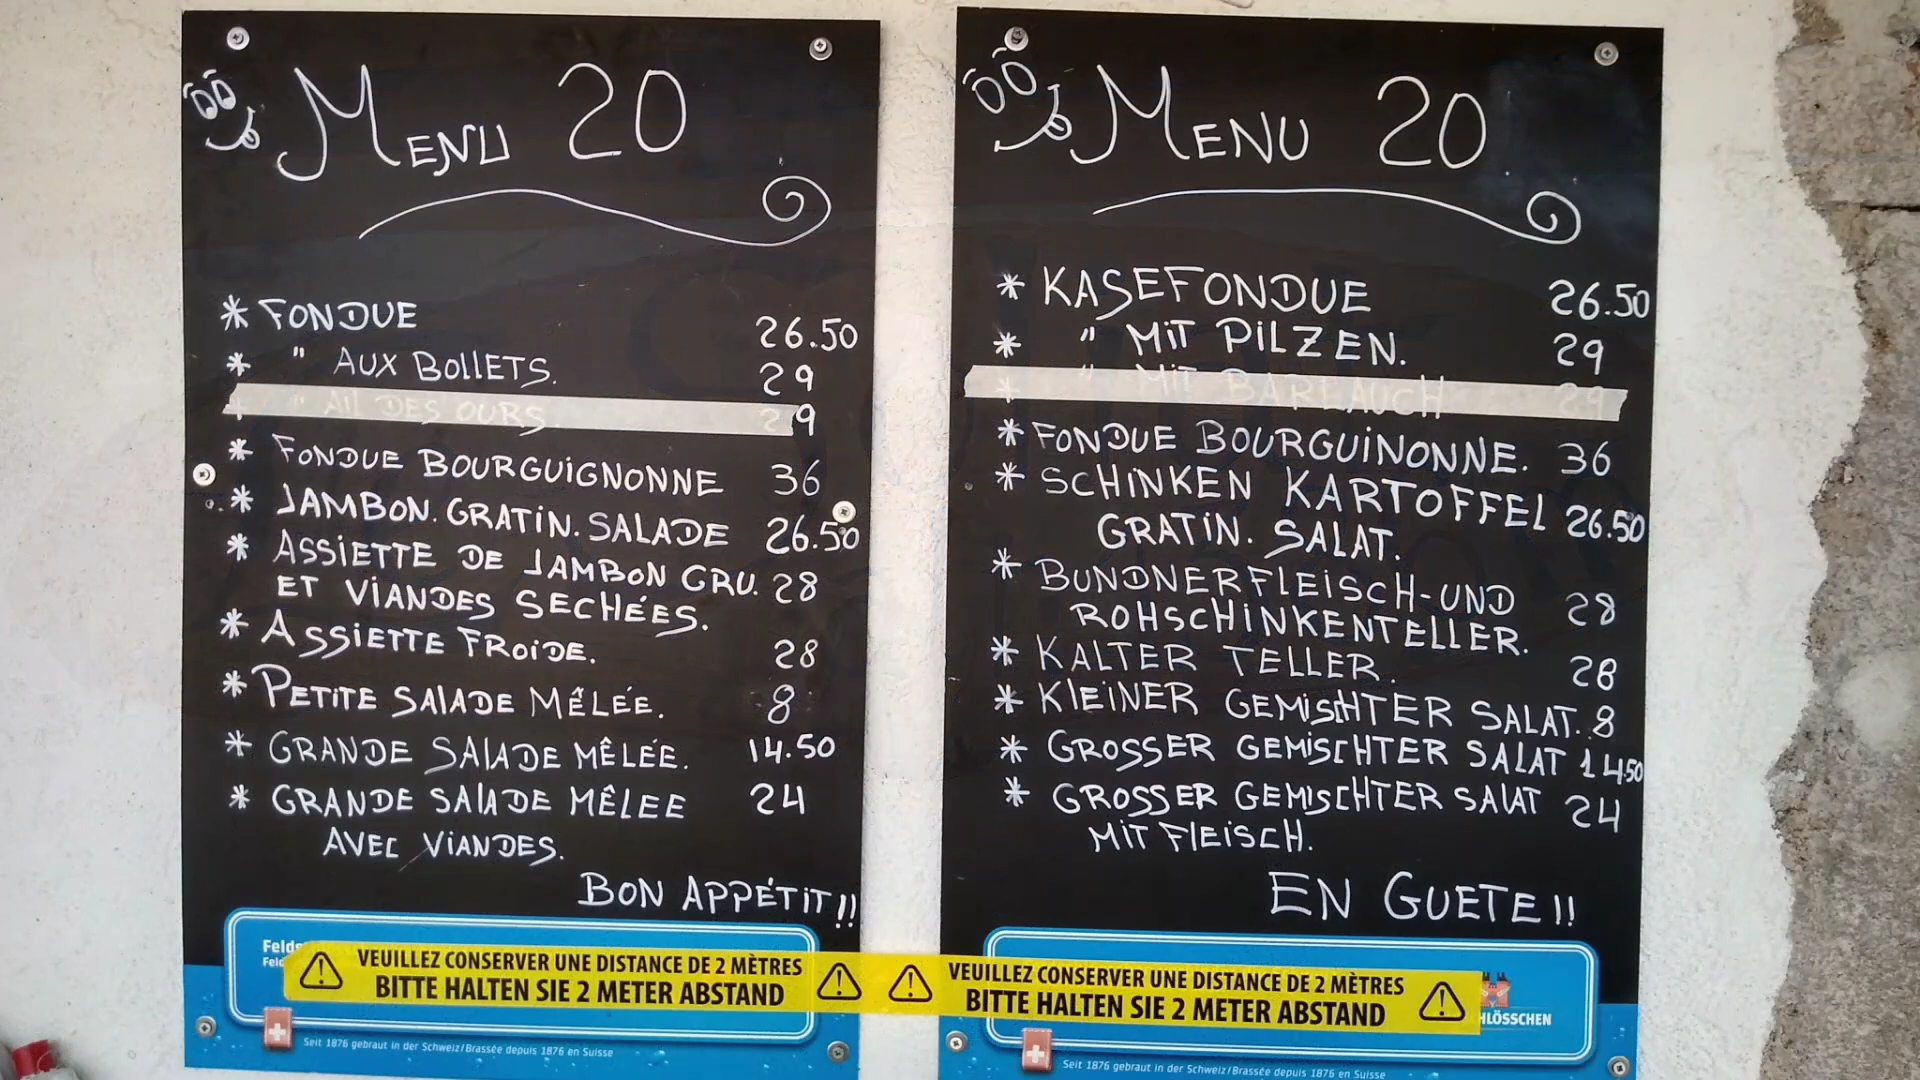 MENU 20
* FONDUE 26.50
* " AUX BOLLETS. 29
* " AIL DES OURS 29
* FONDUE BOURGUIGNONNE 36
* JAMBON. GRATIN. SALADE 26.50
* ASSIETTE DE JAMBON CRU. 28
ET VIANDES SECHÉES.
* ASSIETTE FROIDE. 28
* PETITE SALADE MÊLÉE. 8
* GRANDE SALADE MÊLÉE. 14.50
* GRANDE SALADE MÊLEE 24
AVEC VIANDES.
BON APPÉTIT!!
VEUILLEZ CONSERVER UNE DISTANCE DE 2 MÈTRES
BITTE HALTEN SIE 2 METER ABSTAND
Seit 1876 gebraut in der Schweiz/Brassée depuis 1876 en Suisse
MENU 20
* KASEFONDUE 26.50
* " MIT PILZEN. 29
* " MIT BARLAUCH 29
* FONDUE BOURGUINONNE. 36
* SCHINKEN KARTOFFEL 26.50
GRATIN. SALAT.
* BUNDNERFLEISCH-UND 28
ROHSCHINKENTELLER.
* KALTER TELLER. 28
* KLEINER GEMISCHTER SALAT. 8
* GROSSER GEMISCHTER SALAT 14.50
* GROSSER GEMISCHTER SALAT 24
MIT FLEISCH.
EN GUETE!!
VEUILLEZ CONSERVER UNE DISTANCE DE 2 MÈTRES
BITTE HALTEN SIE 2 METER ABSTAND
Seit 1876 gebraut in der Schweiz/Brassée depuis 1876 en Suisse